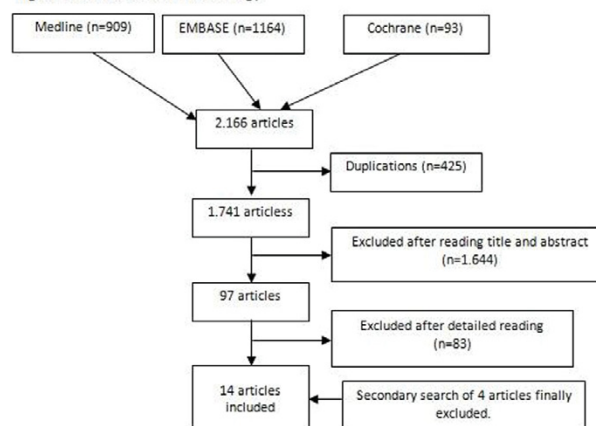 Medline (n=909)
EMBASE (n=1164)
Cochrane (n=93)
2.166 articles
Duplications (n=425)
1.741 articless
Excluded after reading title and abstract
(n=1.644)
97 articles
Excluded after detailed reading
(n=83)
14 articles
included
Secondary search of 4 articles finally
excluded.